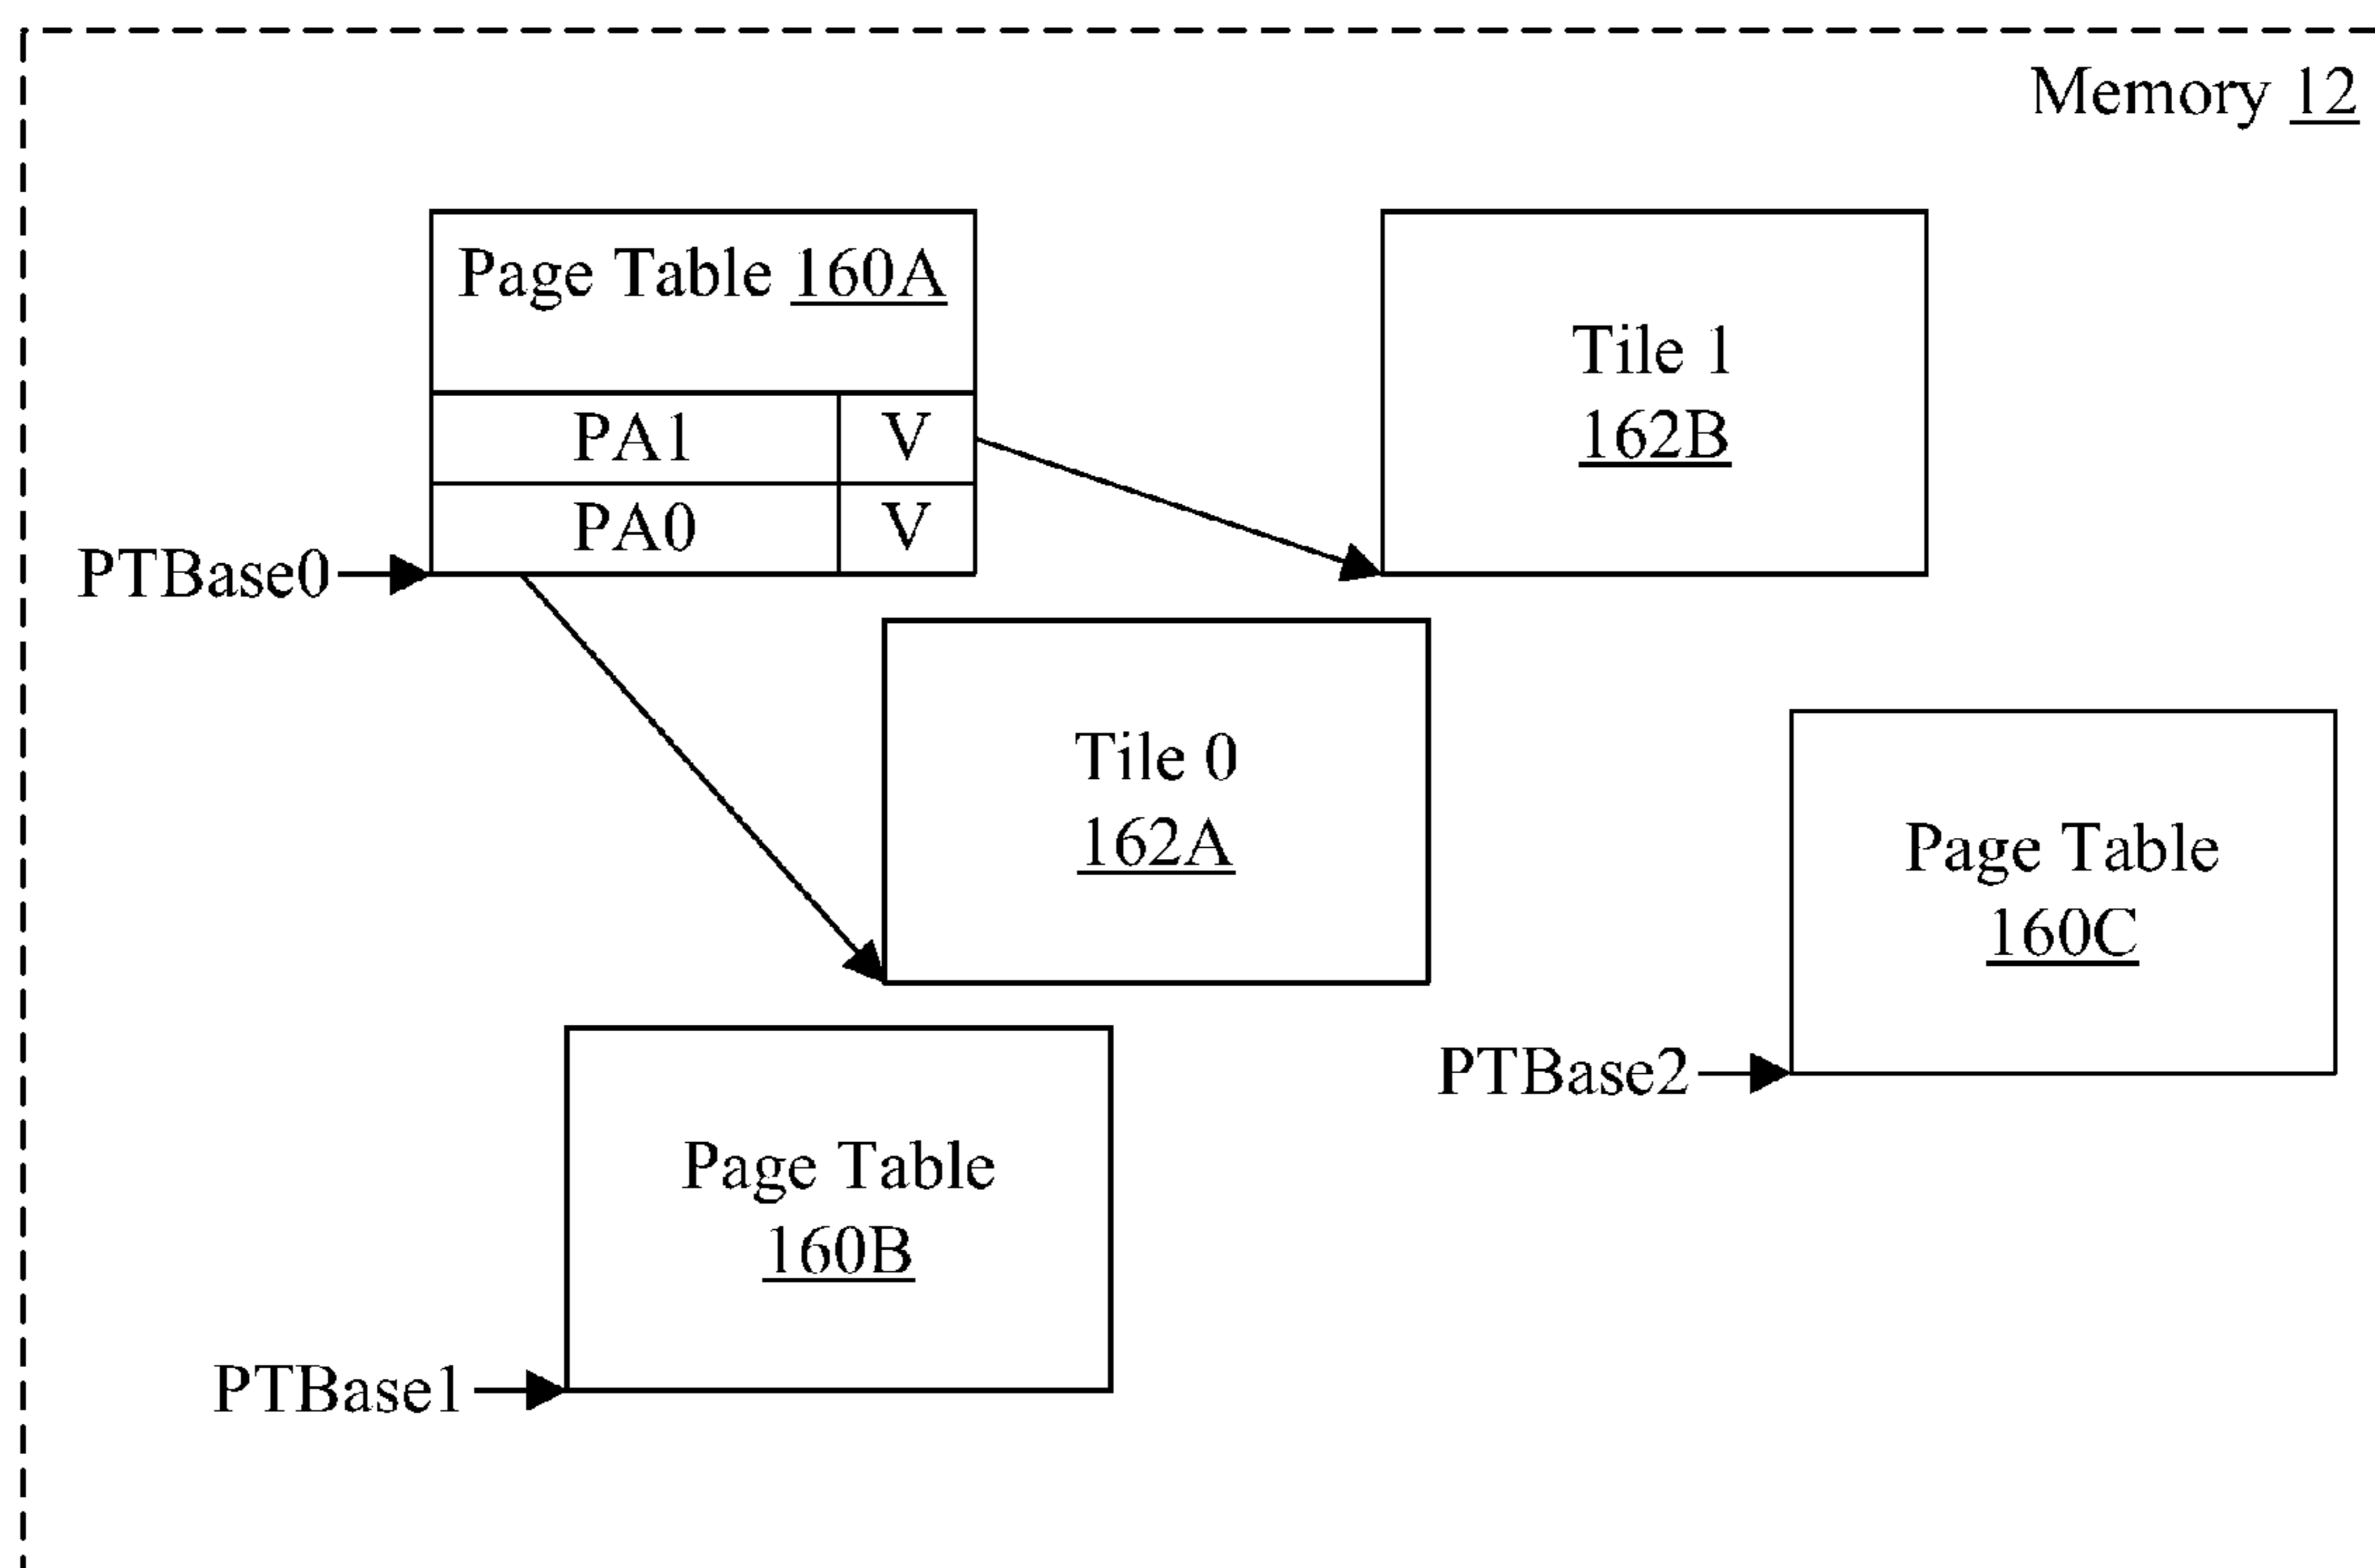 Memory 12
Page Table 160A
PA1 V
PA0 V
PTBase0
Tile 1
162B
Tile 0
162A
Page Table
160C
PTBase2
Page Table
160B
PTBase1